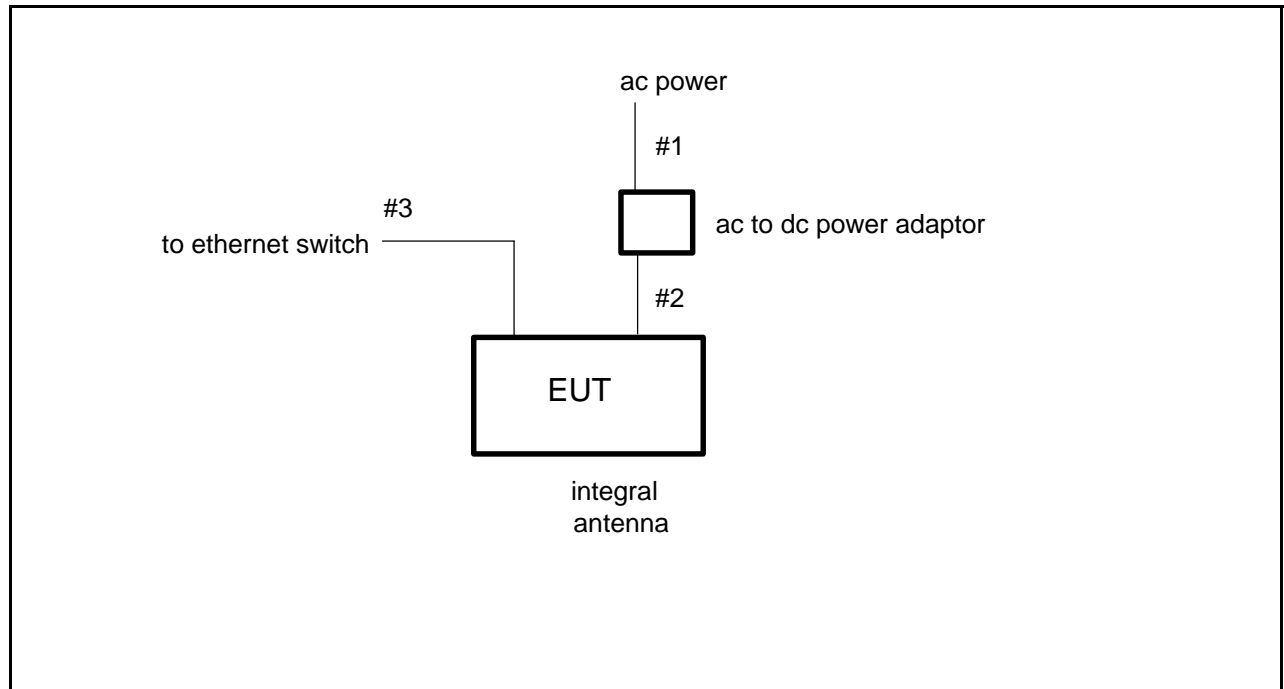 ac power
#1
#3
ac to dc power adaptor
to ethernet switch
#2
EUT
integral
antenna